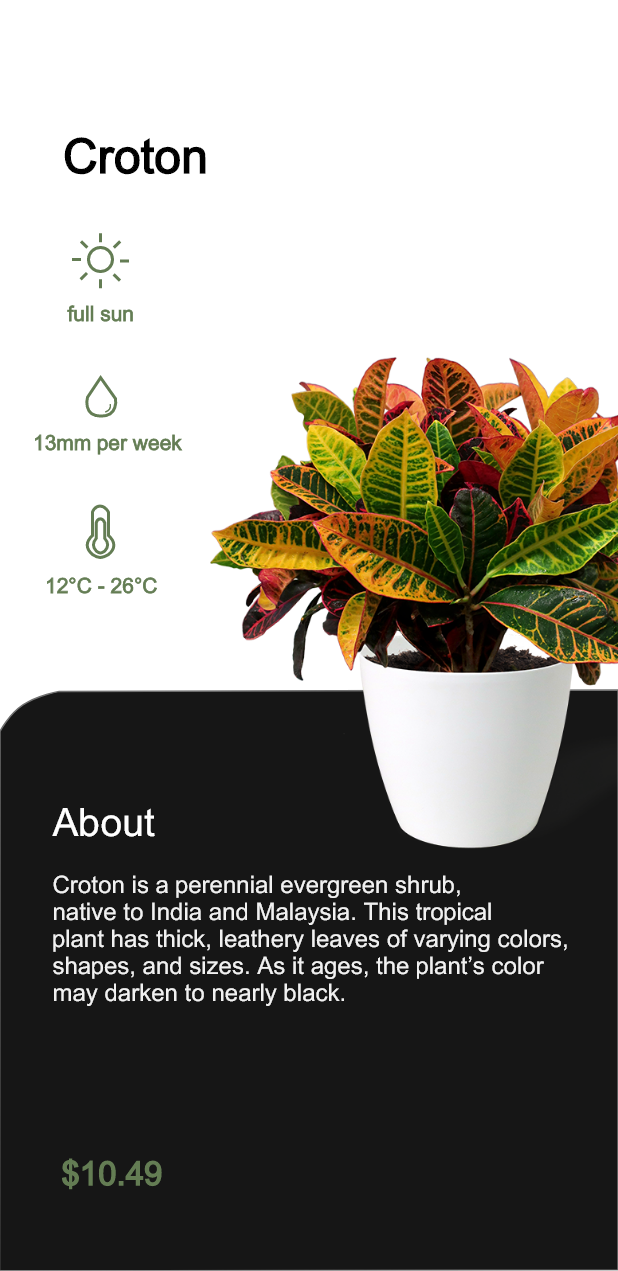 Croton
full sun
13mm per week
12°C - 26°C
About
Croton is a perennial evergreen shrub,
native to India and Malaysia. This tropical
plant has thick, leathery leaves of varying colors,
shapes, and sizes. As it ages, the plant’s color
may darken to nearly black.
$10.49